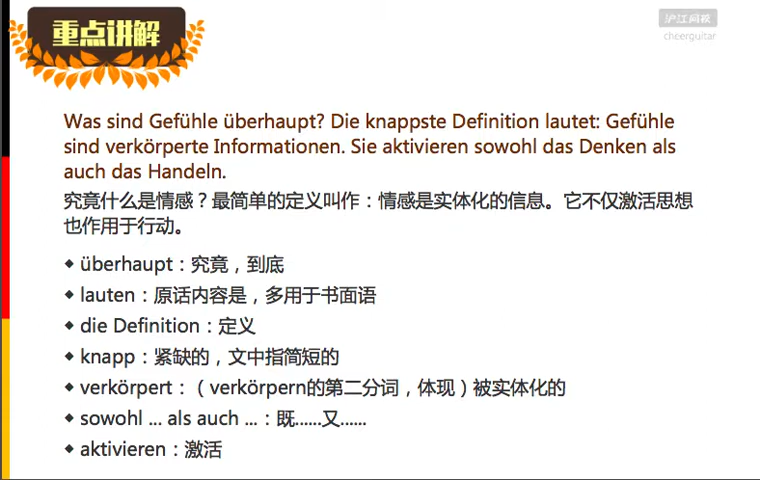 重点讲解
沪江网校
cheerguitar
Was sind Gefühle überhaupt? Die knappste Definition lautet: Gefühle
sind verkörperte Informationen. Sie aktivieren sowohl das Denken als
auch das Handeln.
究竟什么是情感？最简单的定义叫作：情感是实体化的信息。它不仅激活思想
也作用于行动。
◆ überhaupt：究竟，到底
◆ lauten：原话内容是，多用于书面语
◆ die Definition：定义
◆ knapp：紧缺的，文中指简短的
◆ verkörpert：（verkörpern的第二分词，体现）被实体化的
◆ sowohl ... als auch ...：既......又......
◆ aktivieren：激活